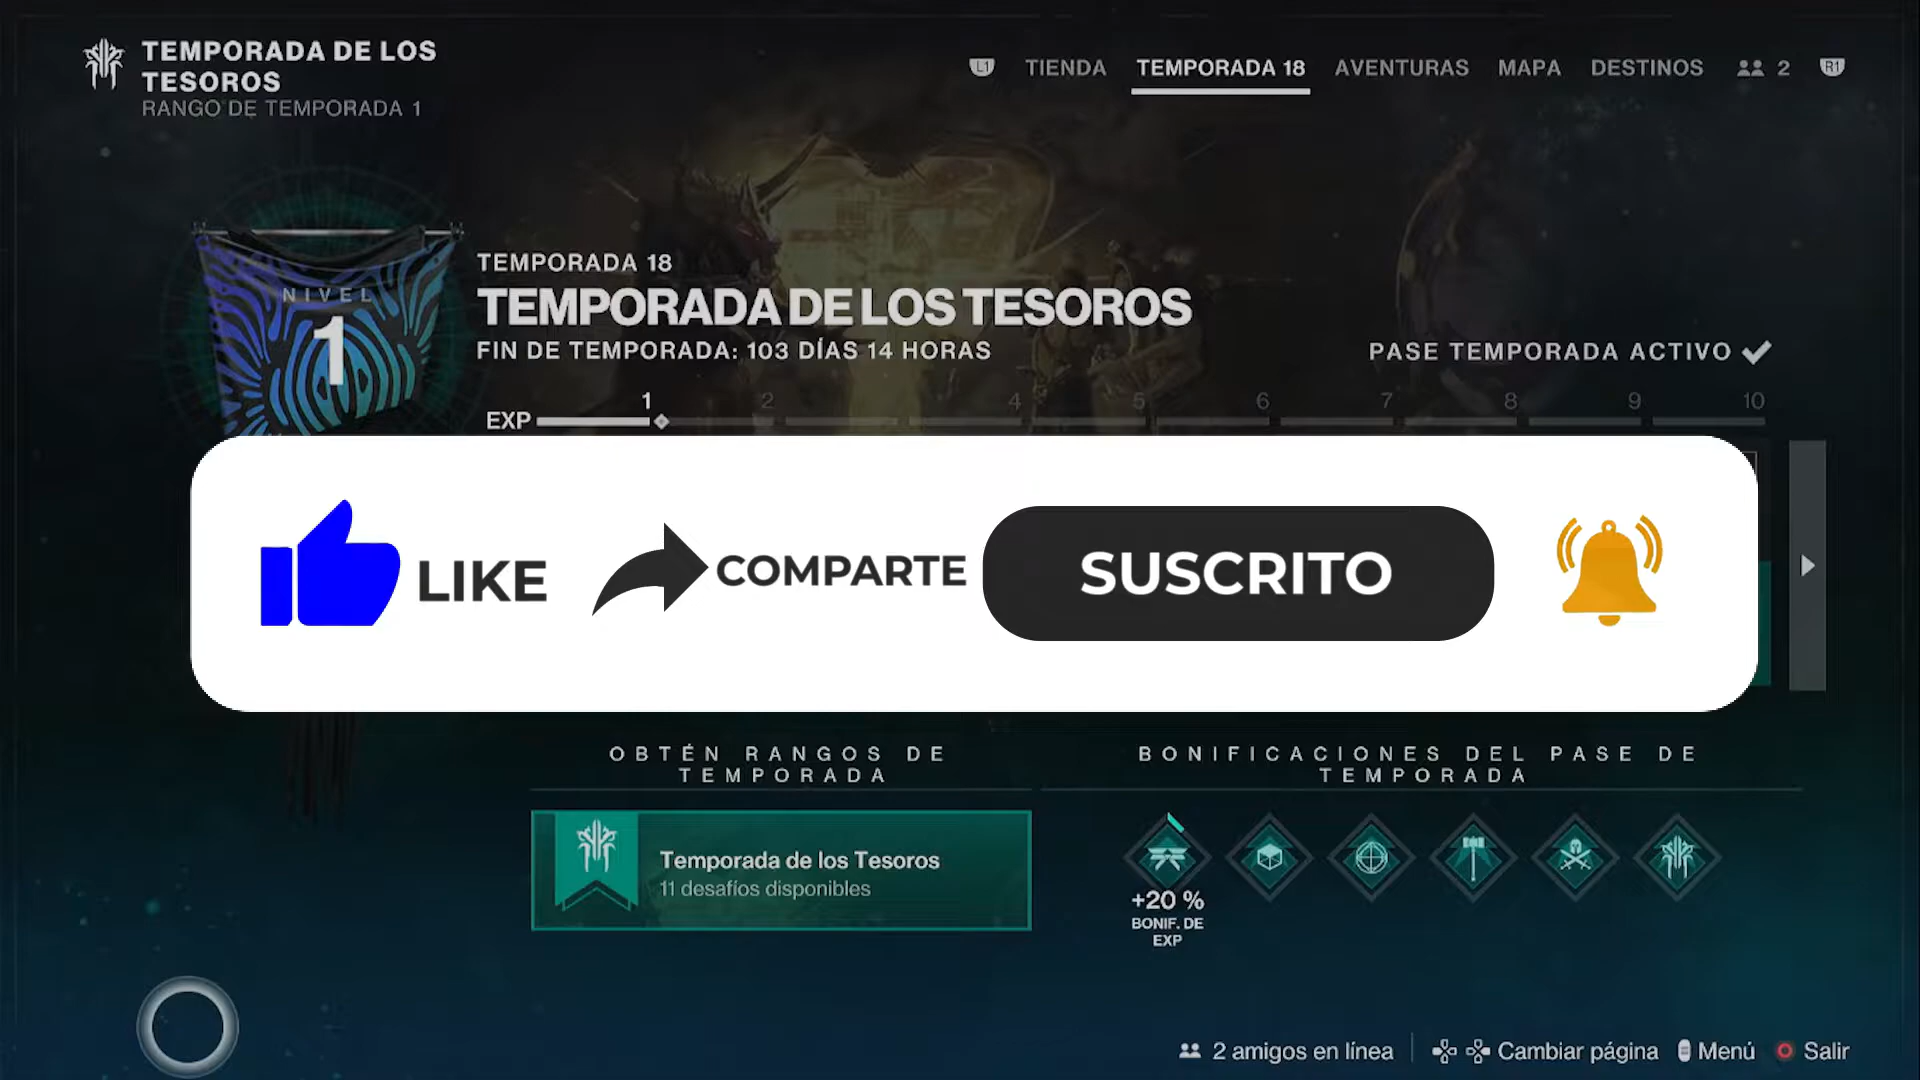 TEMPORADA DE LOS
TESOROS
RANGO DE TEMPORADA 1
L1 TIENDA TEMPORADA 18 AVENTURAS MAPA DESTINOS 2 R1
NIVEL
1
TEMPORADA 18
TEMPORADA DE LOS TESOROS
FIN DE TEMPORADA: 103 DÍAS 14 HORAS
PASE TEMPORADA ACTIVO
EXP 1 2 4 5 6 7 8 9 10
LIKE COMPARTE SUSCRITO
OBTÉN RANGOS DE
TEMPORADA
BONIFICACIONES DEL PASE DE
TEMPORADA
Temporada de los Tesoros
11 desafíos disponibles
+20 %
BONIF. DE
EXP
2 amigos en línea Cambiar página Menú Salir